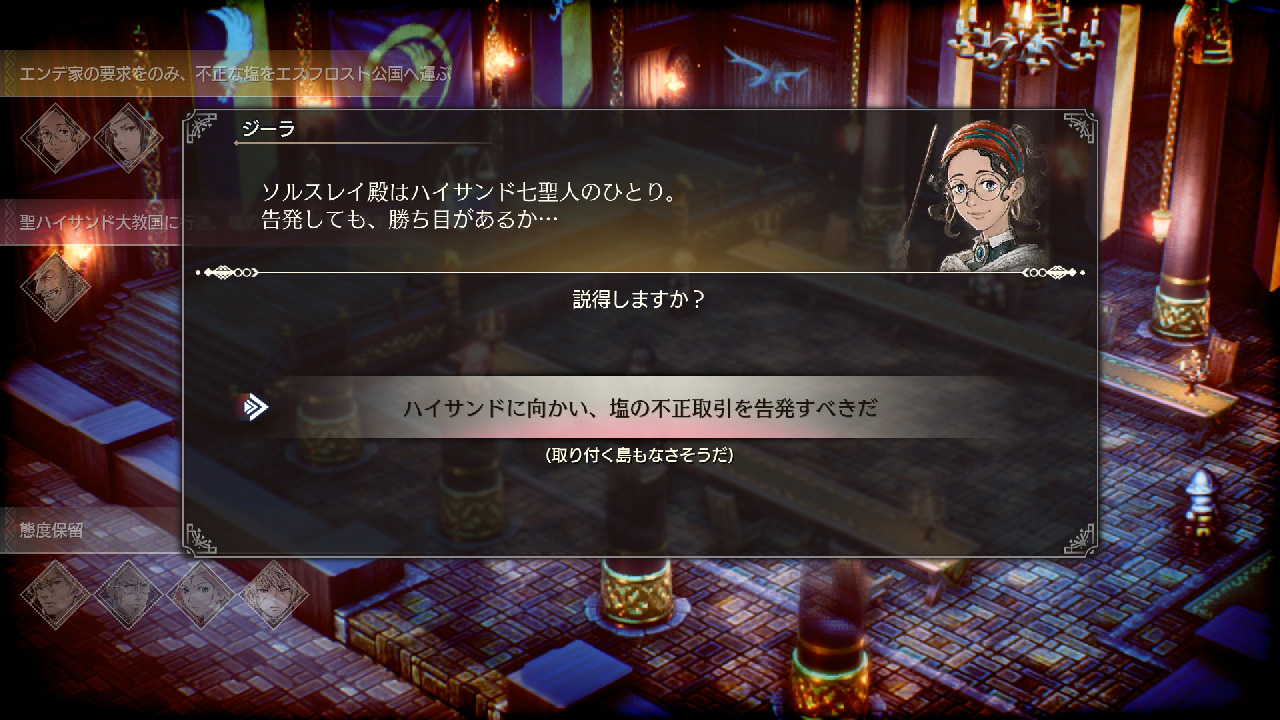 エンデ家の要求をのみ、不正な塩をエスフロスト公国へ運ぶ
ジーラ
ソルスレイ殿はハイサンド七聖人のひとり。
告発しても、勝ち目があるか…
聖ハイサンド大教国に行き、塩の
説得しますか？
ハイサンドに向かい、塩の不正取引を告発すべきだ
(取り付く島もなさそうだ)
態度保留